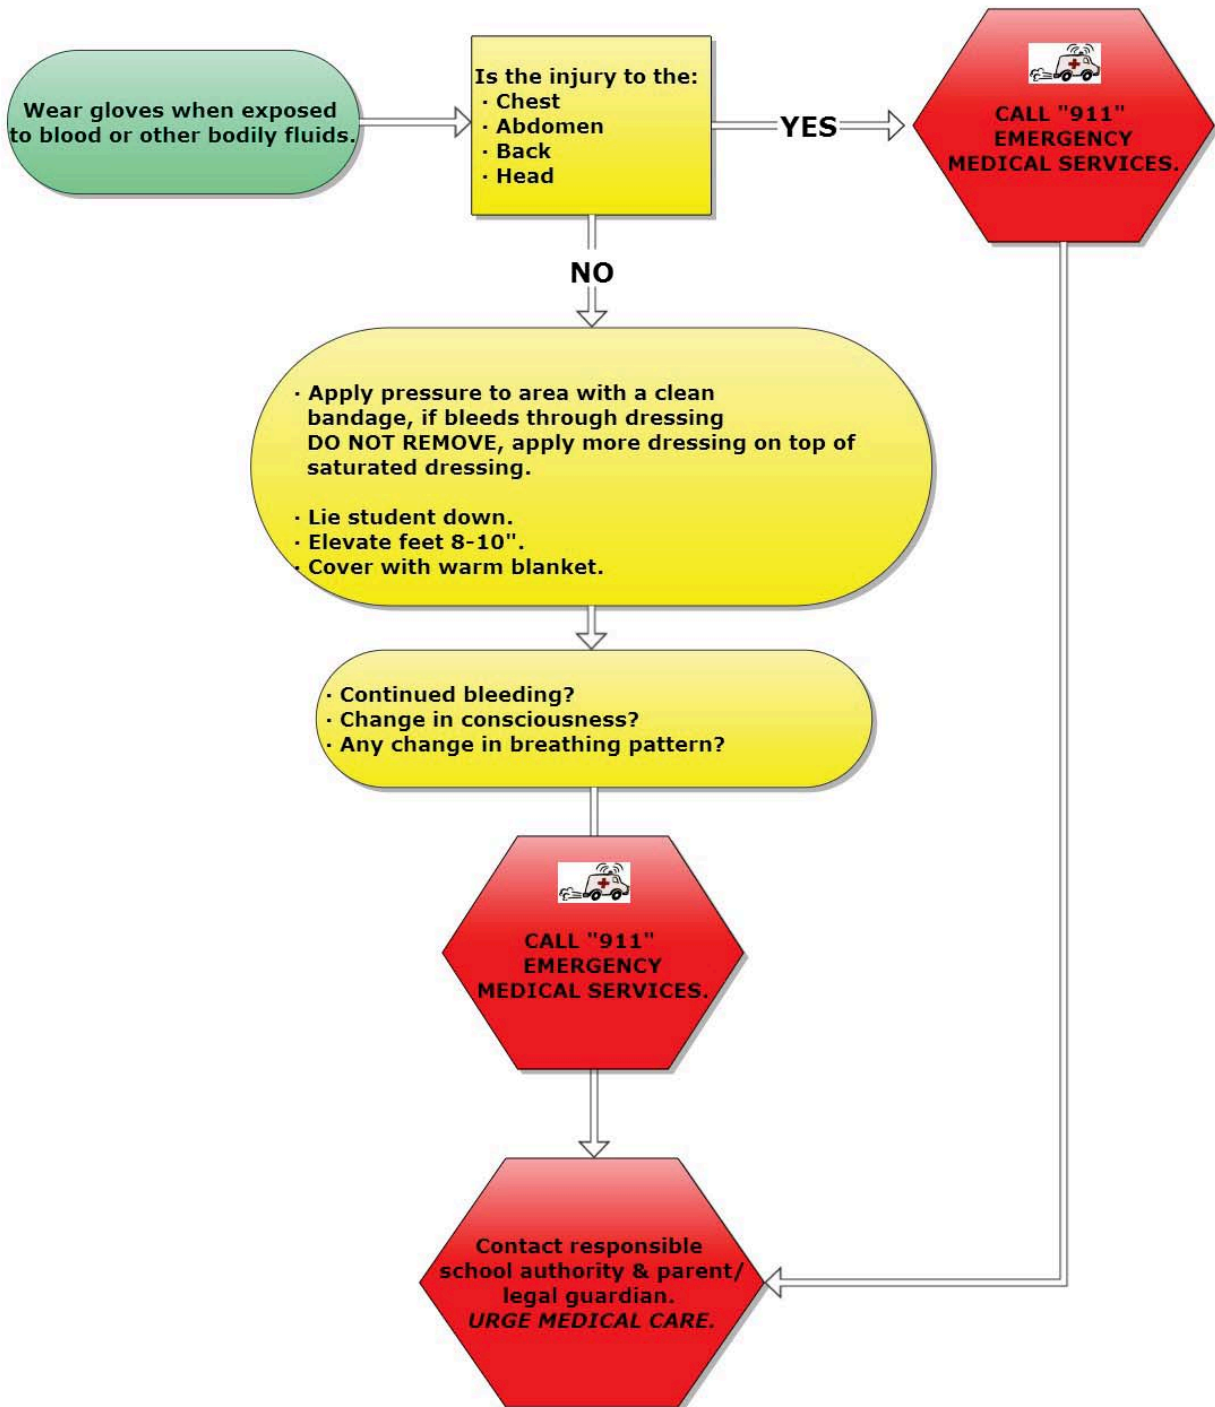 Wear gloves when exposed
to blood or other bodily fluids.
Is the injury to the:
· Chest
· Abdomen
· Back
· Head
YES
CALL "911"
EMERGENCY
MEDICAL SERVICES.
NO
· Apply pressure to area with a clean
bandage, if bleeds through dressing
DO NOT REMOVE, apply more dressing on top of
saturated dressing.
· Lie student down.
· Elevate feet 8-10".
· Cover with warm blanket.
· Continued bleeding?
· Change in consciousness?
· Any change in breathing pattern?
CALL "911"
EMERGENCY
MEDICAL SERVICES.
Contact responsible
school authority & parent/
legal guardian.
URGE MEDICAL CARE.